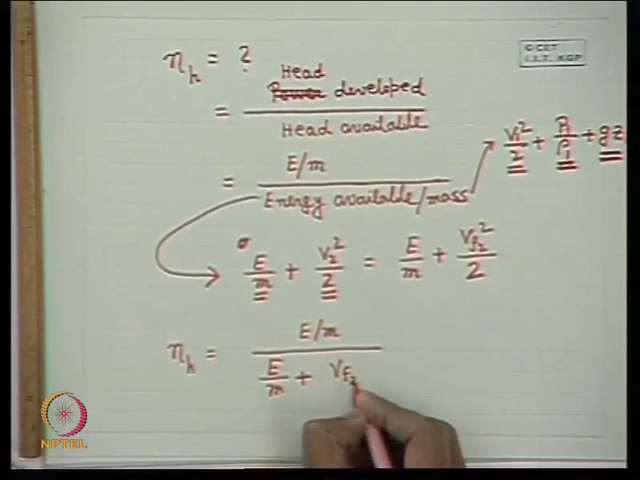 © CET
I.I.T. KGP
η_h = ?
= Head developed / Head available
= E/m / Energy available/mass
V₁²/2 + P₁/ρ₁ + gz
E/m + V₂²/2 = E/m + V_f₂²/2
η_h = E/m / E/m + V_f₂
NPTEL